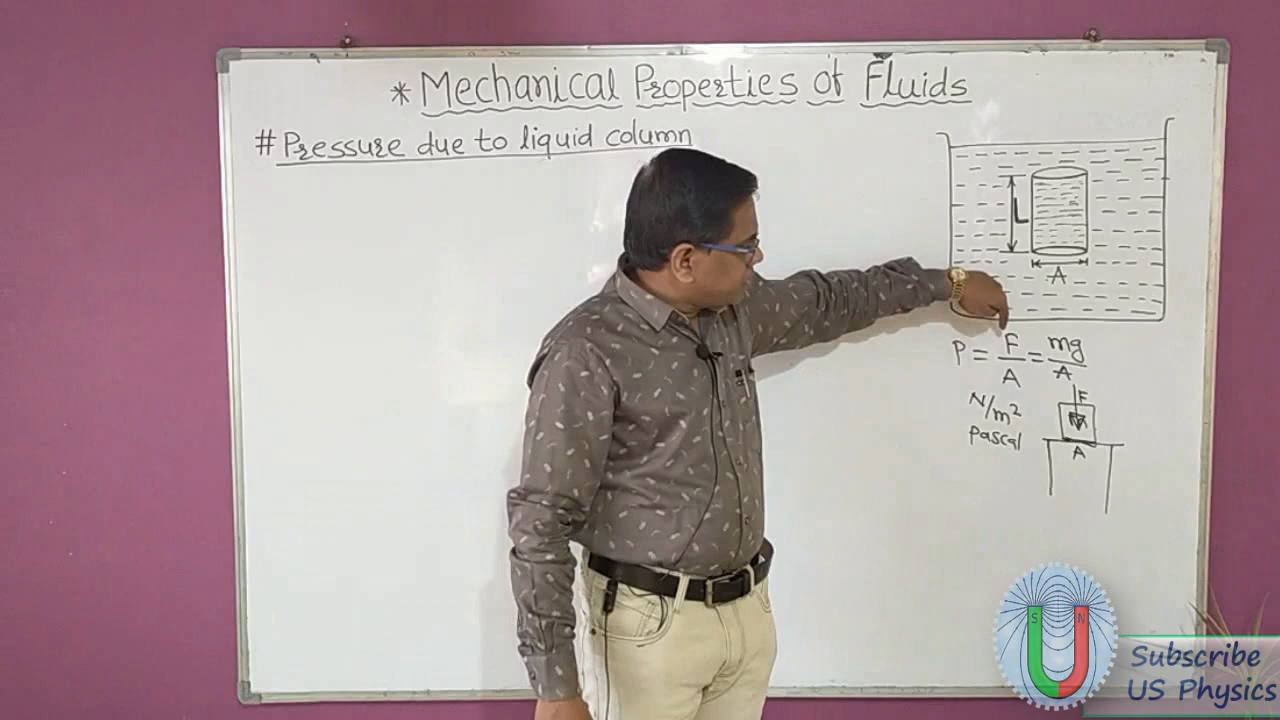 * Mechanical Properties of Fluids
# Pressure due to liquid column
L
A
P = F/A = mg/A
N/m²
Pascal
F
A
S N
Subscribe
US Physics